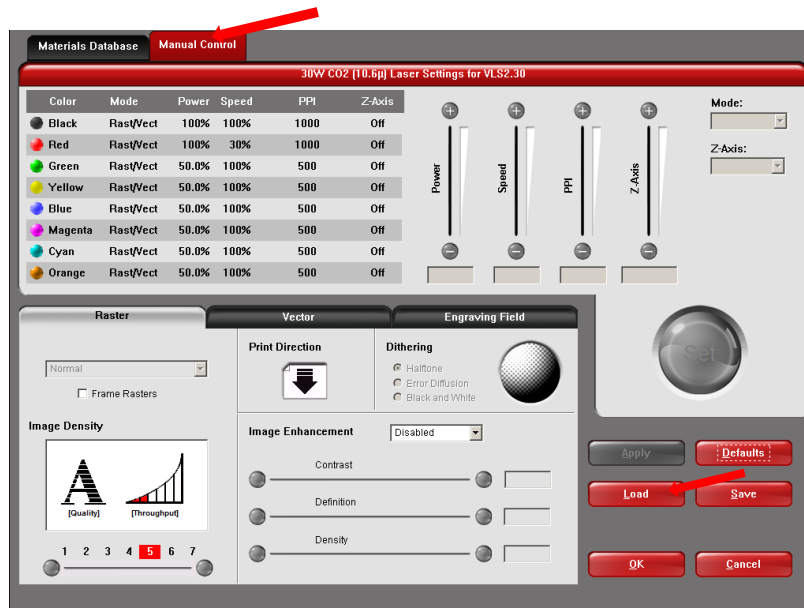 Materials Database Manual Control
30W CO2 (10.6µ) Laser Settings for VLS2.30
Color Mode Power Speed PPI Z-Axis
Black Rast/Vect 100% 100% 1000 Off
Red Rast/Vect 100% 30% 1000 Off
Green Rast/Vect 50.0% 100% 500 Off
Yellow Rast/Vect 50.0% 100% 500 Off
Blue Rast/Vect 50.0% 100% 500 Off
Magenta Rast/Vect 50.0% 100% 500 Off
Cyan Rast/Vect 50.0% 100% 500 Off
Orange Rast/Vect 50.0% 100% 500 Off
Power
Speed
PPI
Z-Axis
Mode:
Z-Axis:
Set
Raster Vector Engraving Field
Normal
Frame Rasters
Image Density
A
[Quality] [Throughput]
1 2 3 4 5 6 7
Print Direction
Dithering
Halftone
Error Diffusion
Black and White
Image Enhancement Disabled
Contrast
Definition
Density
Apply Defaults
Load Save
OK Cancel